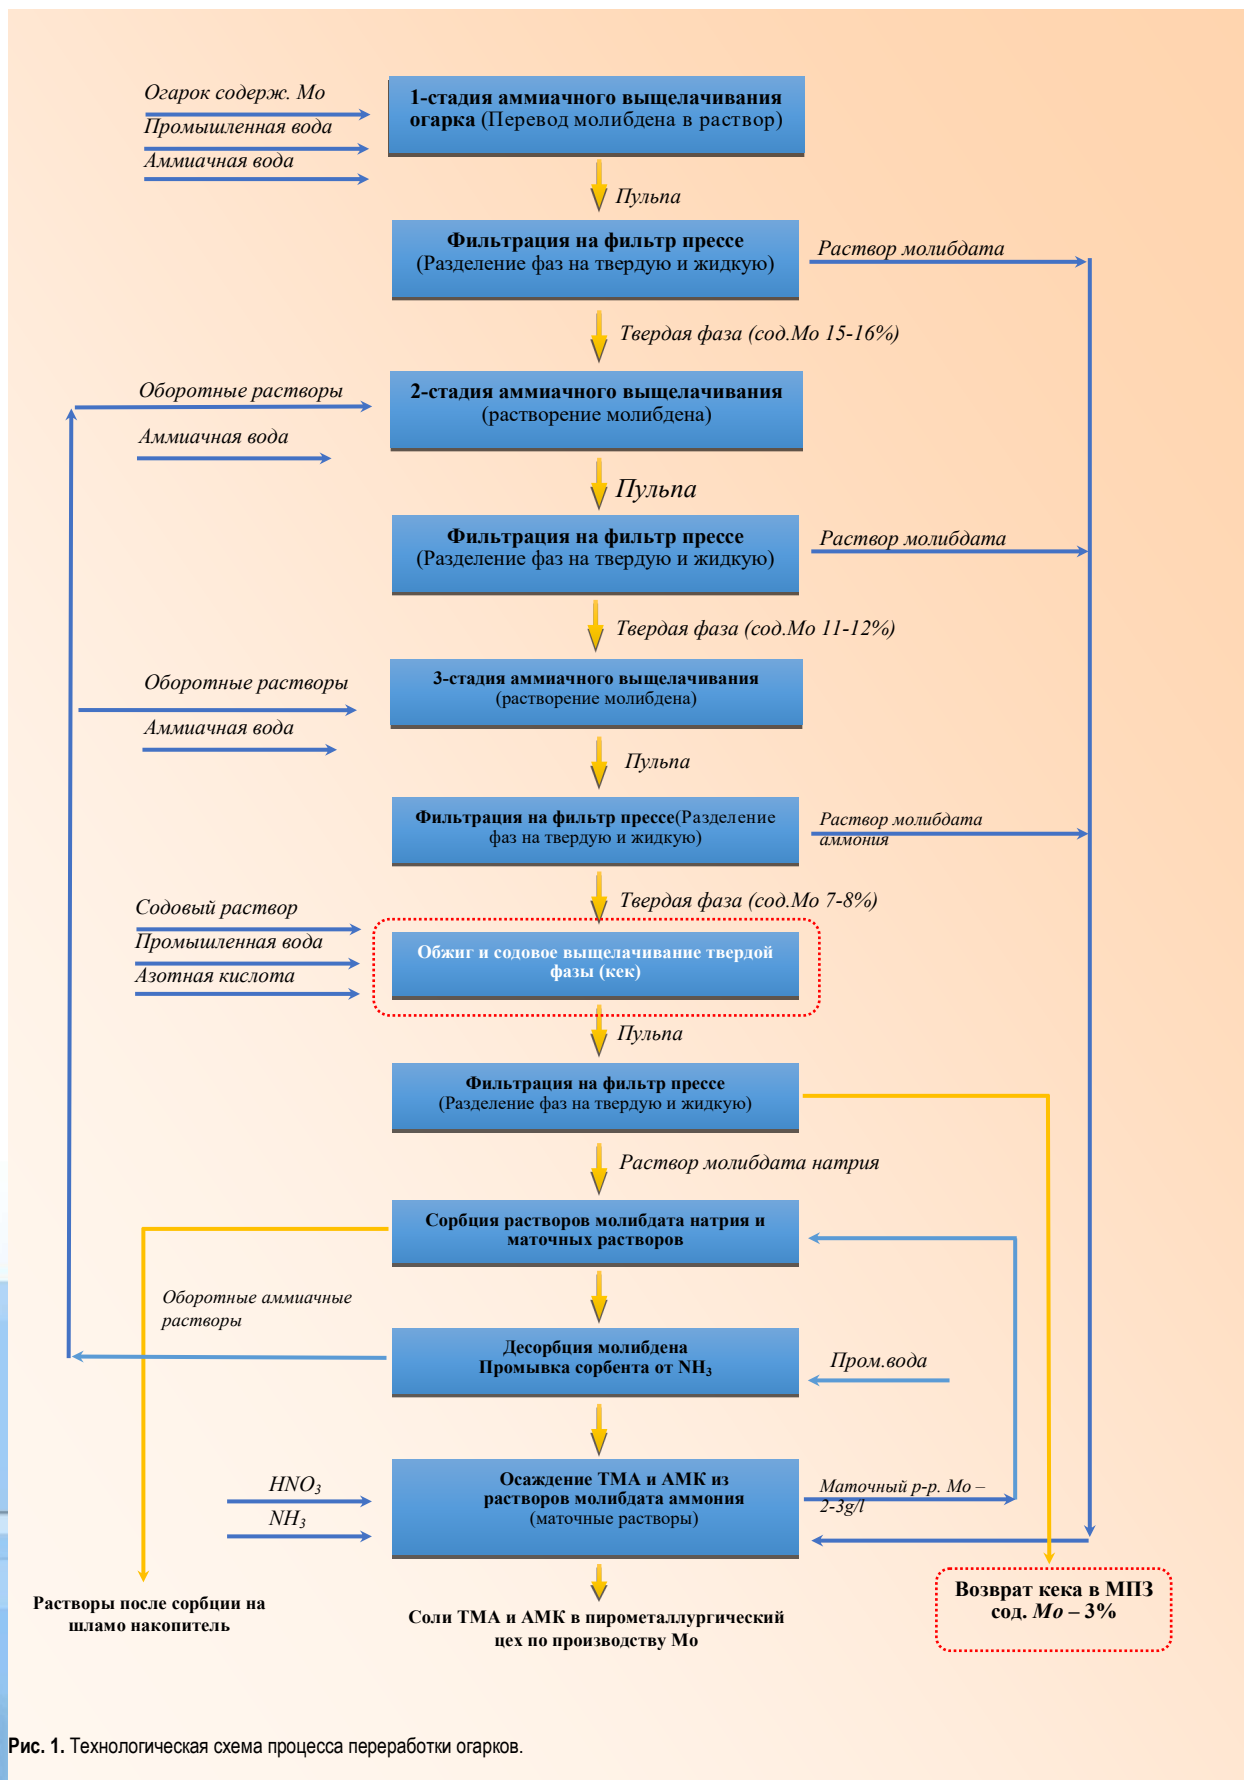 Огарок содерж. Мо
Промышленная вода
Аммиачная вода
1-стадия аммиачного выщелачивания
огарка (Перевод молибдена в раствор)
Пульпа
Фильтрация на фильтр прессе
(Разделение фаз на твердую и жидкую)
Раствор молибдата
Твердая фаза (сод.Мо 15-16%)
Оборотные растворы
Аммиачная вода
2-стадия аммиачного выщелачивания
(растворение молибдена)
Пульпа
Фильтрация на фильтр прессе
(Разделение фаз на твердую и жидкую)
Раствор молибдата
Твердая фаза (сод.Мо 11-12%)
Оборотные растворы
Аммиачная вода
3-стадия аммиачного выщелачивания
(растворение молибдена)
Пульпа
Фильтрация на фильтр прессе(Разделение
фаз на твердую и жидкую)
Раствор молибдата
аммония
Твердая фаза (сод.Мо 7-8%)
Содовый раствор
Промышленная вода
Азотная кислота
Обжиг и содовое выщелачивание твердой
фазы (кек)
Пульпа
Фильтрация на фильтр прессе
(Разделение фаз на твердую и жидкую)
Раствор молибдата натрия
Сорбция растворов молибдата натрия и
маточных растворов
Оборотные аммиачные
растворы
Десорбция молибдена
Промывка сорбента от NH₃
Пром.вода
HNO₃
NH₃
Осаждение ТМА и АМК из
растворов молибдата аммония
(маточные растворы)
Маточный р-р. Мо –
2-3g/l
Растворы после сорбции на
шламо накопитель
Соли ТМА и АМК в пирометаллургический
цех по производству Мо
Возврат кека в МПЗ
сод. Мо – 3%
Рис. 1. Технологическая схема процесса переработки огарков.